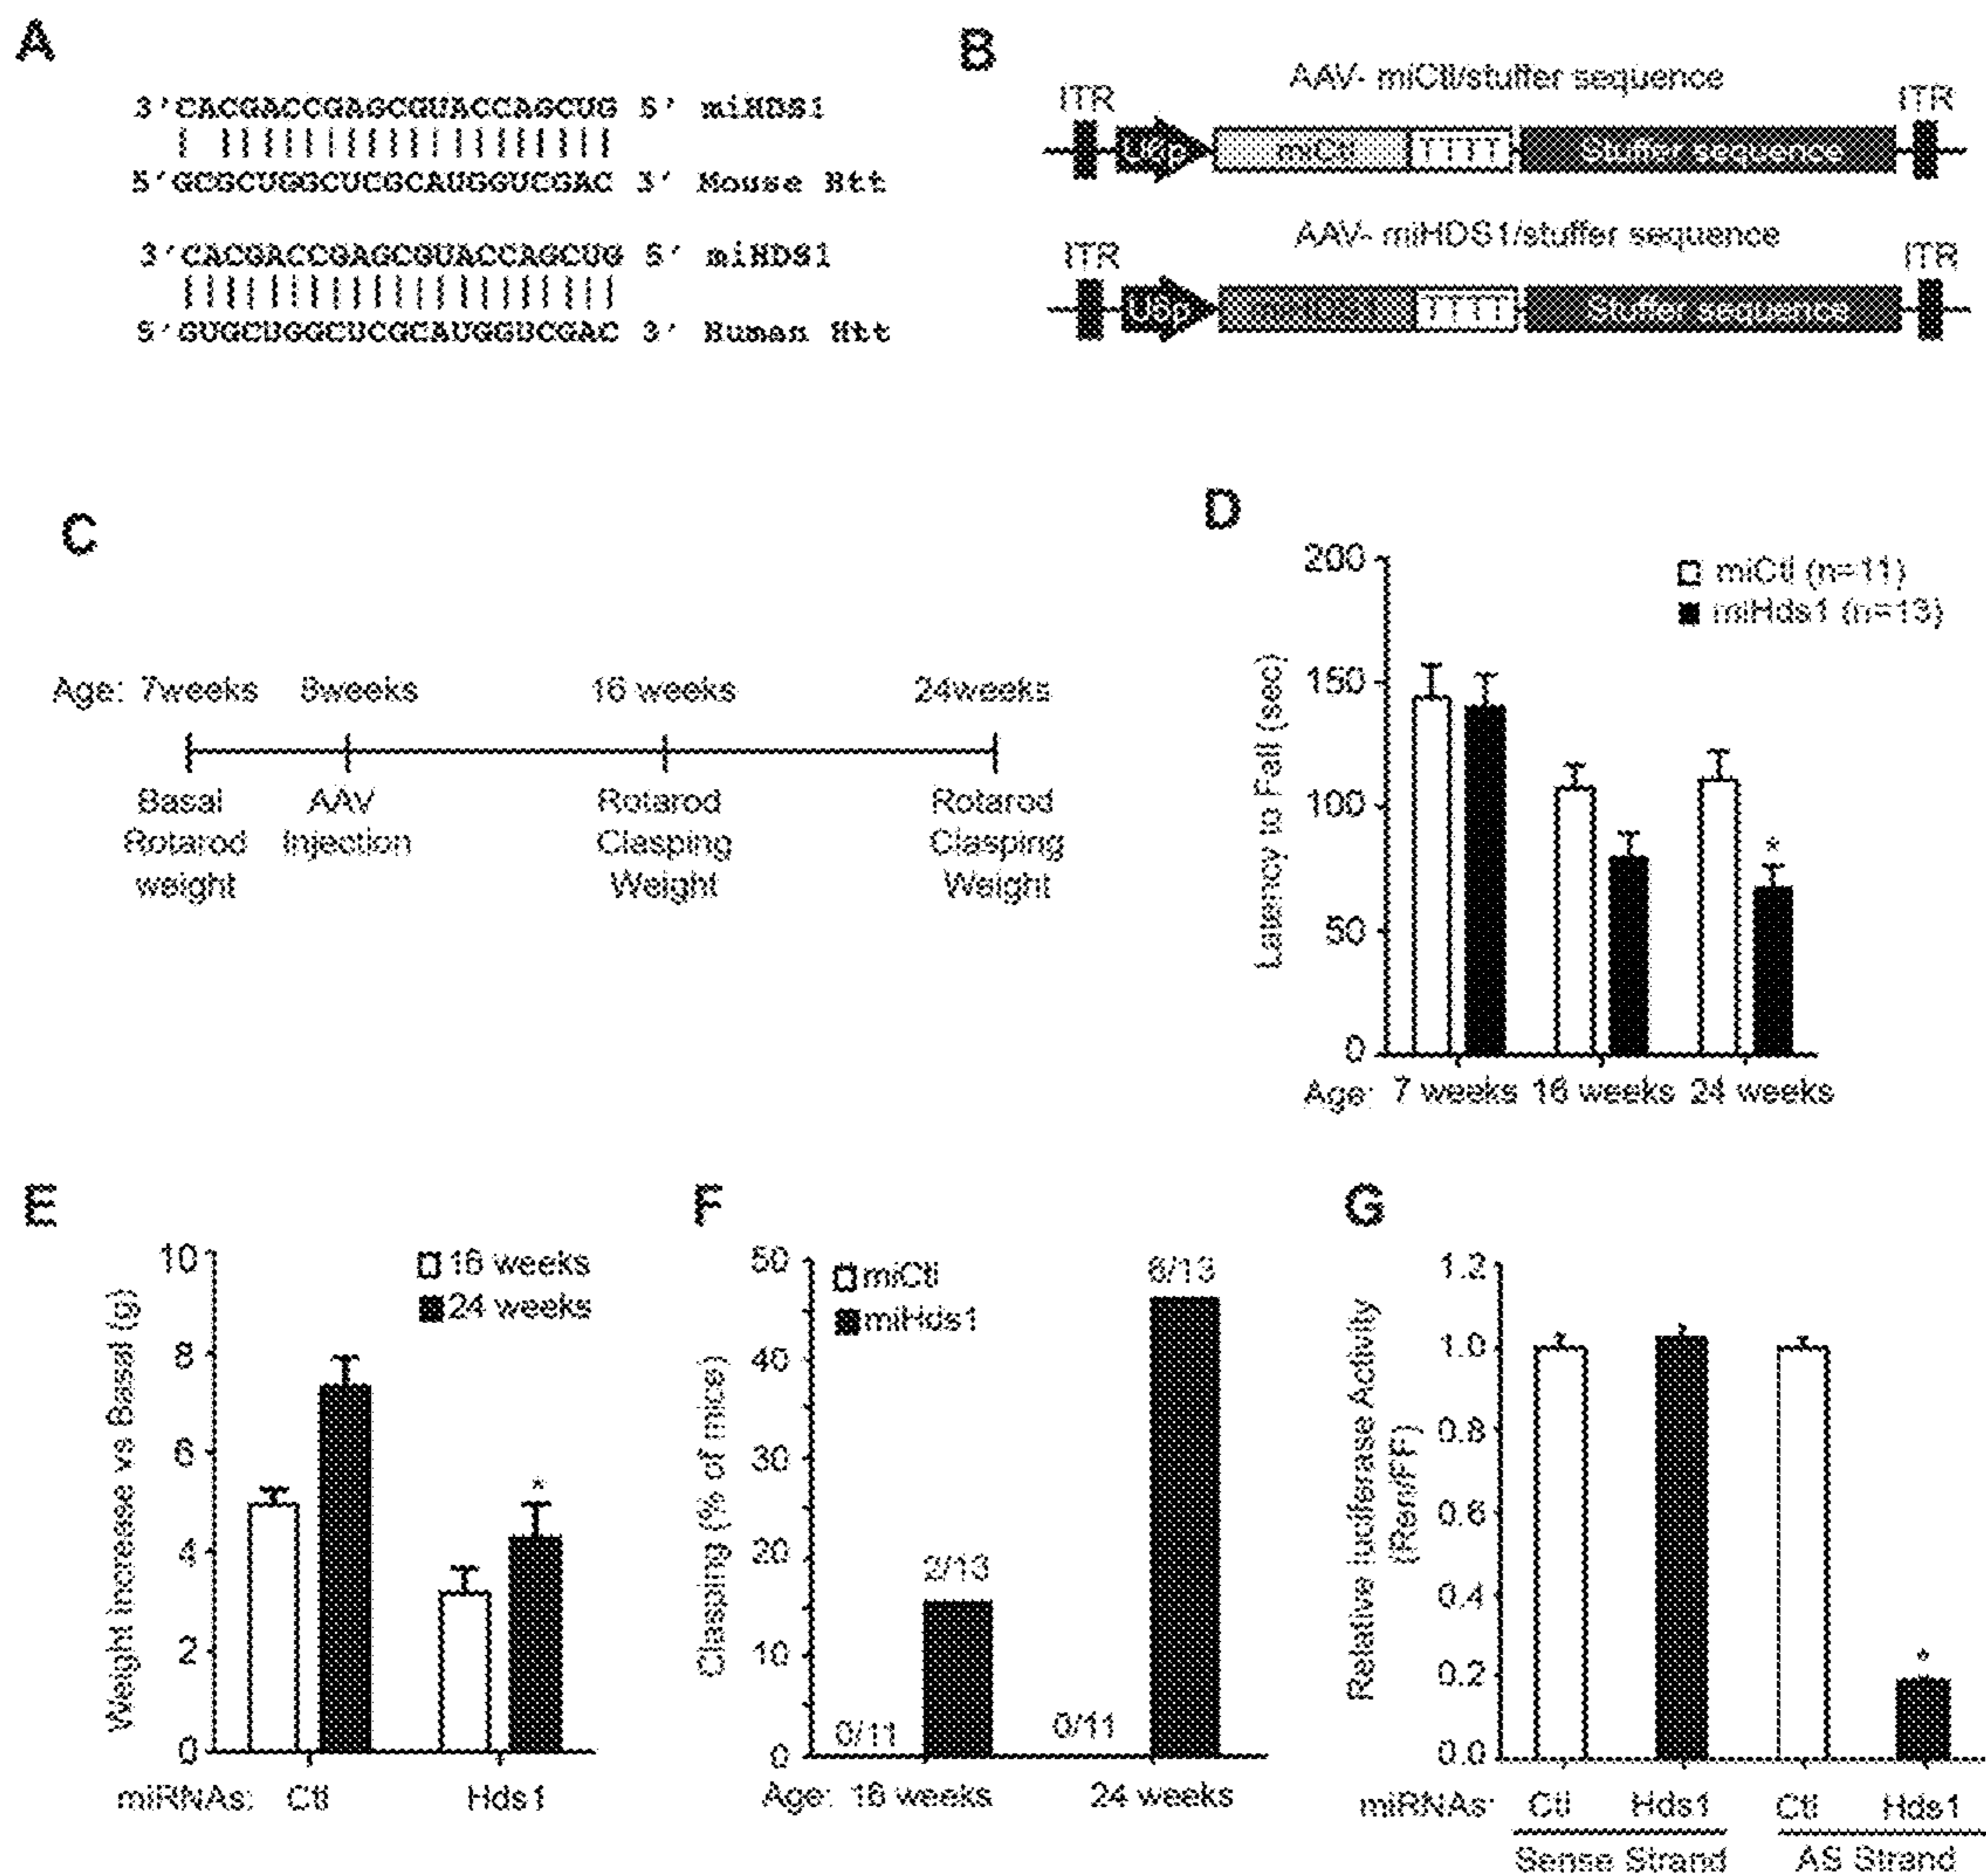 A
3'CACGACCGAGCGUACCAGCUG 5' miHDS1
5'GCGCUGGCUCGCAUGGUCGAC 3' Mouse Htt
3'CACGACCGAGCGUACCAGCUG 5' miHDS1
5'GUGCUGGCUCGCAUGGUCGAC 3' Human Htt
B
AAV- miCtl/stuffer sequence
ITR
ITR
U6p
miCtl
TTTT
Stuffer sequence
AAV- miHDS1/stuffer sequence
ITR
ITR
U6p
TTTT
Stuffer sequence
C
Age: 7weeks 8weeks 16 weeks 24weeks
Basal AAV Rotarod Rotarod
Rotarod Injection Clasping Clasping
weight Weight Weight
D
Latency to Fall (sec)
200
150
100
50
0
miCtl (n=11)
miHds1 (n=13)
*
Age: 7 weeks 16 weeks 24 weeks
E
Weight increase vs Basal (g)
10
8
6
4
2
0
16 weeks
24 weeks
*
miRNAs: Ctl Hds1
F
Clasping (% of mice)
50
40
30
20
10
0
miCtl
miHds1
0/11
2/13
0/11
6/13
Age: 16 weeks 24 weeks
G
Relative luciferase Activity
(Ren/FF)
1.2
1.0
0.8
0.6
0.4
0.2
0.0
*
miRNAs: Ctl Hds1 Ctl Hds1
Sense Strand AS Strand